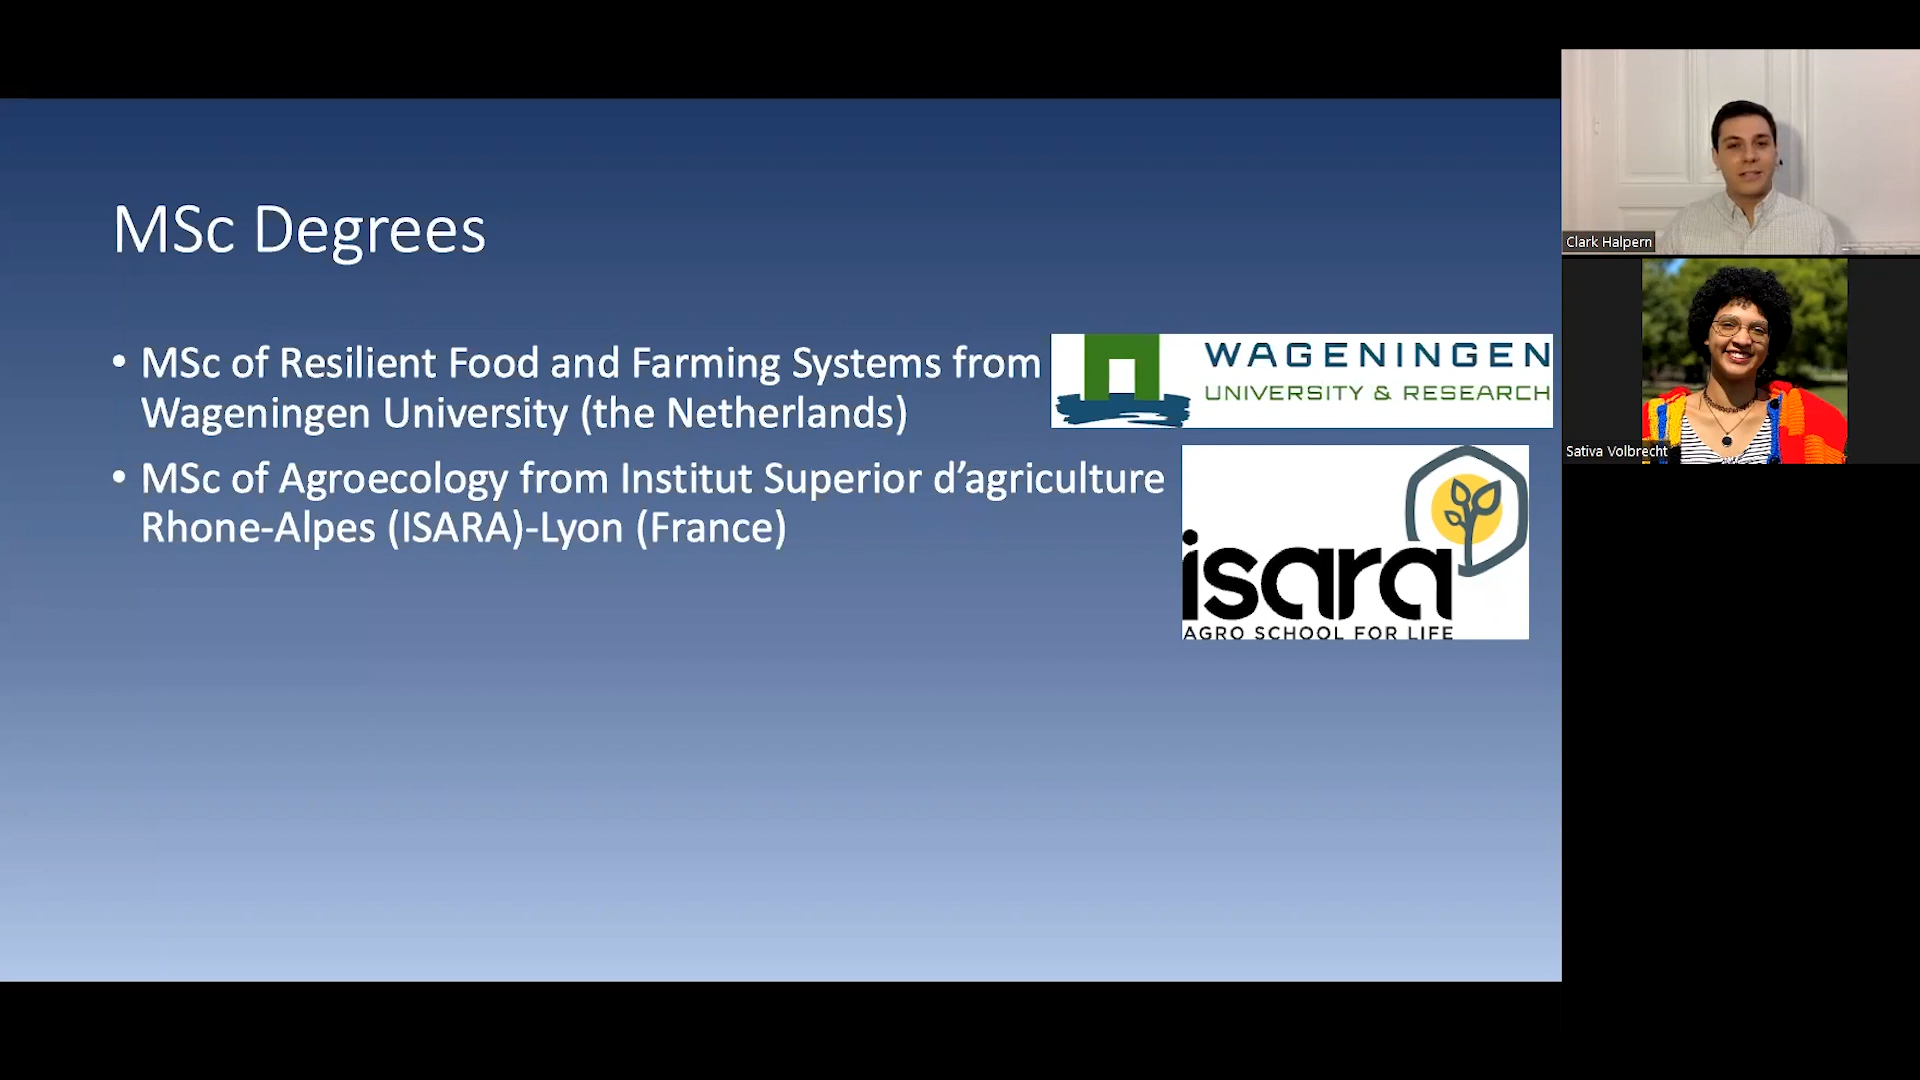 MSc Degrees
• MSc of Resilient Food and Farming Systems from
Wageningen University (the Netherlands)
• MSc of Agroecology from Institut Superior d’agriculture
Rhone-Alpes (ISARA)-Lyon (France)
WAGENINGEN
UNIVERSITY & RESEARCH
isara
AGRO SCHOOL FOR LIFE
Clark Halpern
Sativa Volbrecht